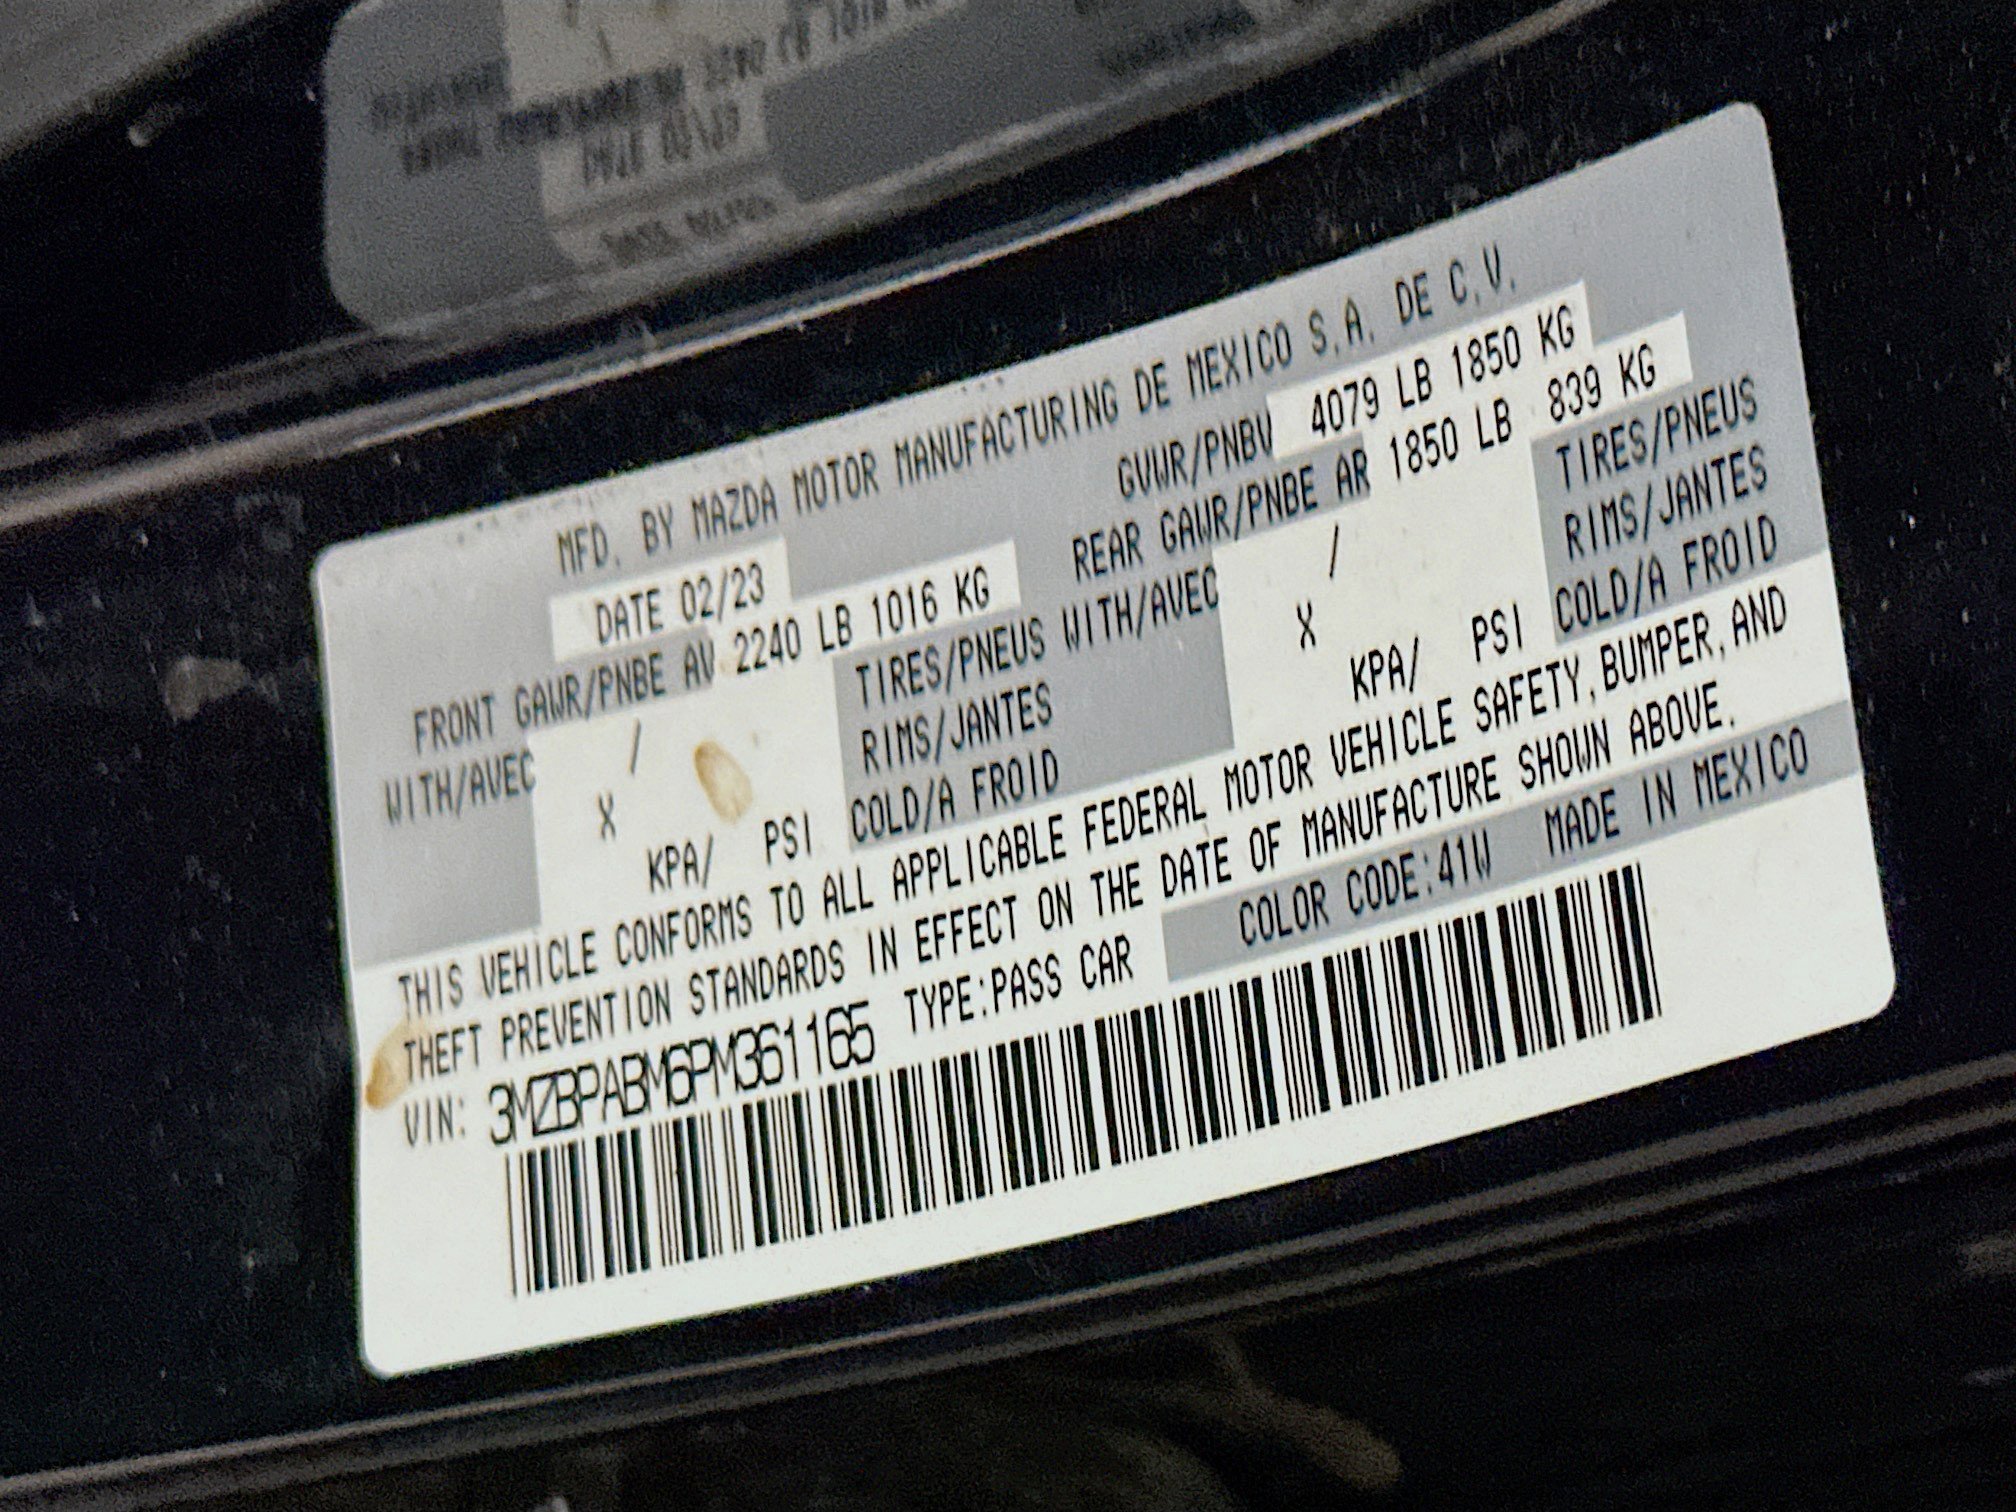 MFD. BY MAZDA MOTOR MANUFACTURING DE MEXICO S.A. DE C.V.
DATE 02/23 GVWR/PNBV 4079 LB 1850 KG
FRONT GAWR/PNBE AV 2240 LB 1016 KG REAR GAWR/PNBE AR 1850 LB 839 KG
WITH/AVEC / TIRES/PNEUS WITH/AVEC / TIRES/PNEUS
X RIMS/JANTES X RIMS/JANTES
KPA/ PSI COLD/A FROID KPA/ PSI COLD/A FROID
THIS VEHICLE CONFORMS TO ALL APPLICABLE FEDERAL MOTOR VEHICLE SAFETY, BUMPER, AND
THEFT PREVENTION STANDARDS IN EFFECT ON THE DATE OF MANUFACTURE SHOWN ABOVE.
VIN: 3MZBPABM6PM361165 TYPE:PASS CAR COLOR CODE:41W MADE IN MEXICO